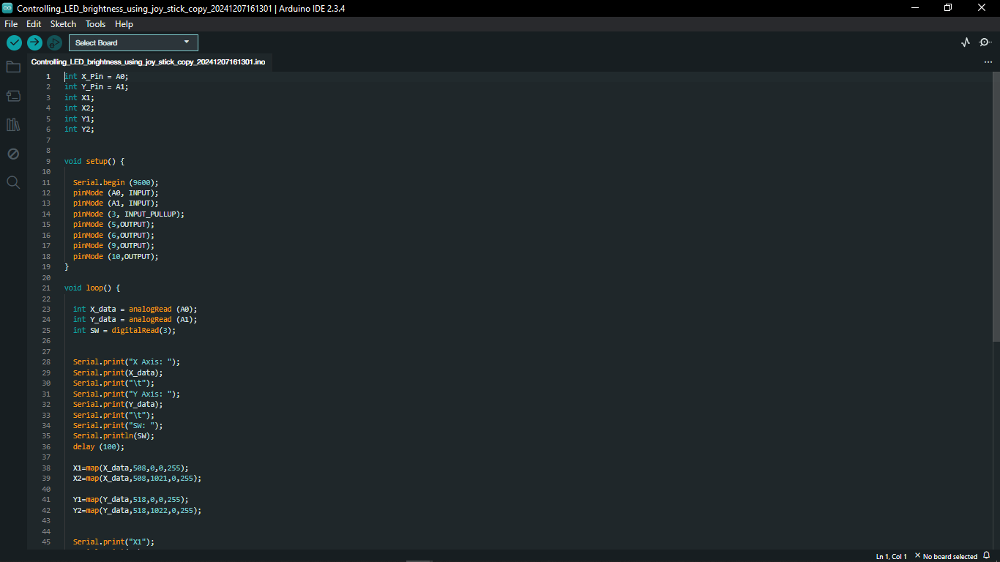 Controlling_LED_brightness_using_joy_stick_copy_20241207161301 | Arduino IDE 2.3.4
File Edit Sketch Tools Help
Select Board
Controlling_LED_brightness_using_joy_stick_copy_20241207161301.ino
1 int X_Pin = A0;
2 int Y_Pin = A1;
3 int X1;
4 int X2;
5 int Y1;
6 int Y2;
7
8
9 void setup() {
10
11 Serial.begin (9600);
12 pinMode (A0, INPUT);
13 pinMode (A1, INPUT);
14 pinMode (3, INPUT_PULLUP);
15 pinMode (5,OUTPUT);
16 pinMode (6,OUTPUT);
17 pinMode (9,OUTPUT);
18 pinMode (10,OUTPUT);
19 }
20
21 void loop() {
22
23 int X_data = analogRead (A0);
24 int Y_data = analogRead (A1);
25 int SW = digitalRead(3);
26
27
28 Serial.print("X Axis: ");
29 Serial.print(X_data);
30 Serial.print("\t");
31 Serial.print("Y Axis: ");
32 Serial.print(Y_data);
33 Serial.print("\t");
34 Serial.print("SW: ");
35 Serial.println(SW);
36 delay (100);
37
38 X1=map(X_data,508,0,0,255);
39 X2=map(X_data,508,1021,0,255);
40
41 Y1=map(Y_data,518,0,0,255);
42 Y2=map(Y_data,518,1022,0,255);
43
44
45 Serial.print("X1");
Ln 1, Col 1 × No board selected